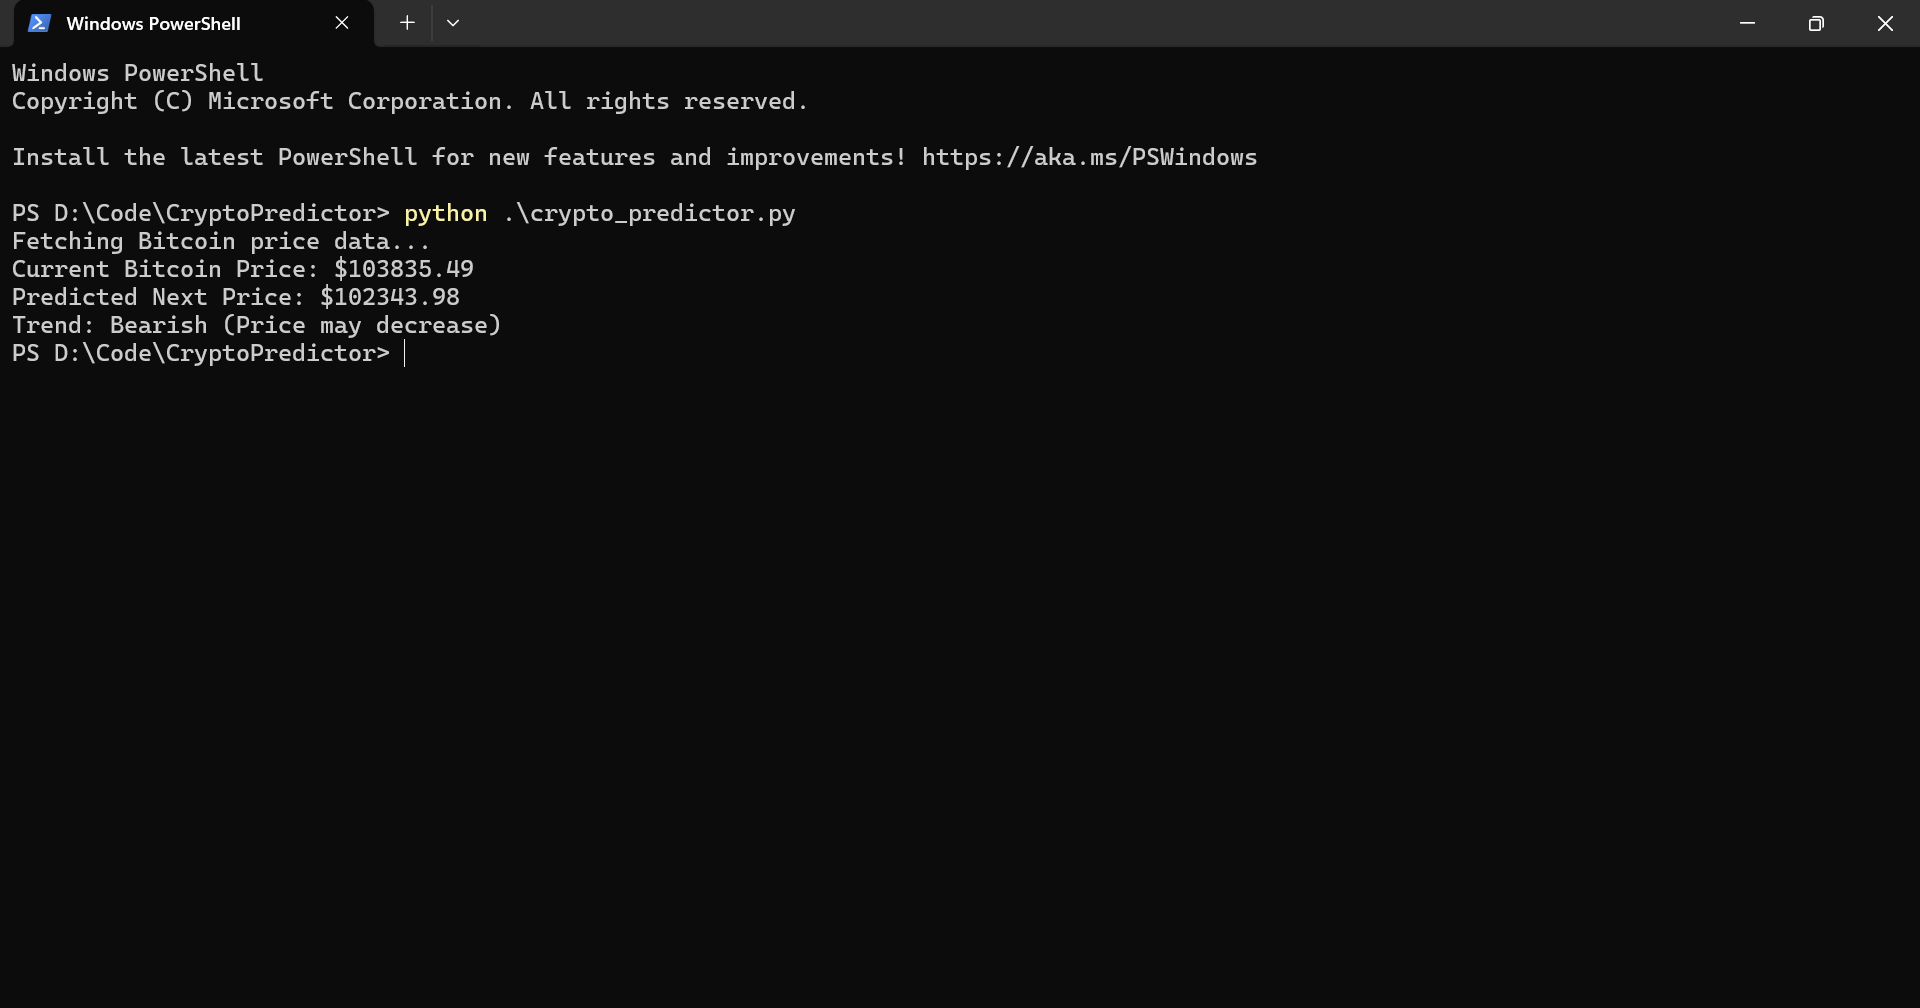 Windows PowerShell
Windows PowerShell
Copyright (C) Microsoft Corporation. All rights reserved.
Install the latest PowerShell for new features and improvements! https://aka.ms/PSWindows
PS D:\Code\CryptoPredictor> python .\crypto_predictor.py
Fetching Bitcoin price data...
Current Bitcoin Price: $103835.49
Predicted Next Price: $102343.98
Trend: Bearish (Price may decrease)
PS D:\Code\CryptoPredictor>